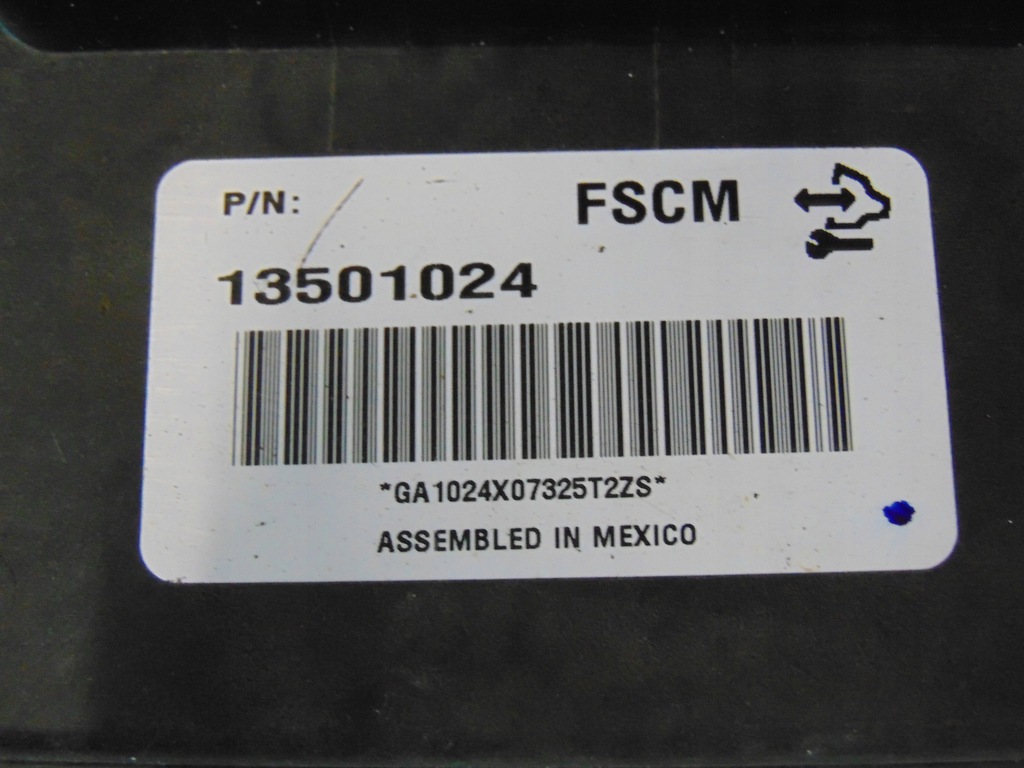 P/N:
FSCM
13501024
*GA1024X07325T2ZS*
ASSEMBLED IN MEXICO